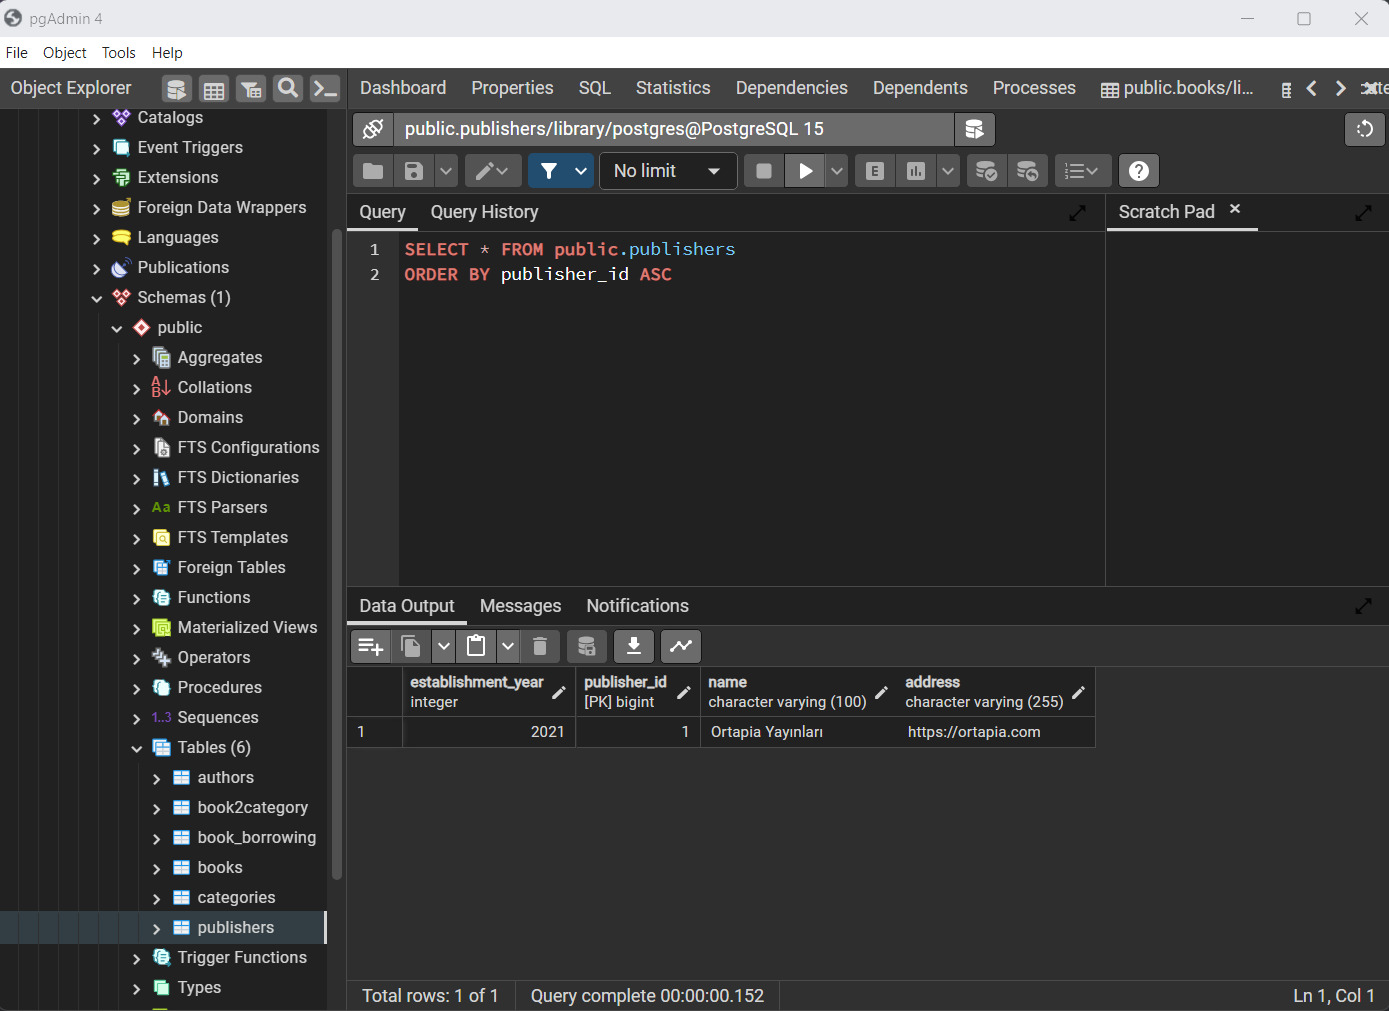 pgAdmin 4
File Object Tools Help
Object Explorer
Dashboard Properties SQL Statistics Dependencies Dependents Processes public.books/li...
Catalogs
Event Triggers
Extensions
Foreign Data Wrappers
Languages
Publications
Schemas (1)
public
Aggregates
Collations
Domains
FTS Configurations
FTS Dictionaries
Aa FTS Parsers
FTS Templates
Foreign Tables
Functions
Materialized Views
Operators
Procedures
1..3 Sequences
Tables (6)
authors
book2category
book_borrowing
books
categories
publishers
Trigger Functions
Types
public.publishers/library/postgres@PostgreSQL 15
No limit
E
Query Query History
Scratch Pad
1 SELECT * FROM public.publishers
2 ORDER BY publisher_id ASC
Data Output Messages Notifications
establishment_year publisher_id name address
integer [PK] bigint character varying (100) character varying (255)
1 2021 1 Ortapia Yayınları https://ortapia.com
Total rows: 1 of 1 Query complete 00:00:00.152 Ln 1, Col 1